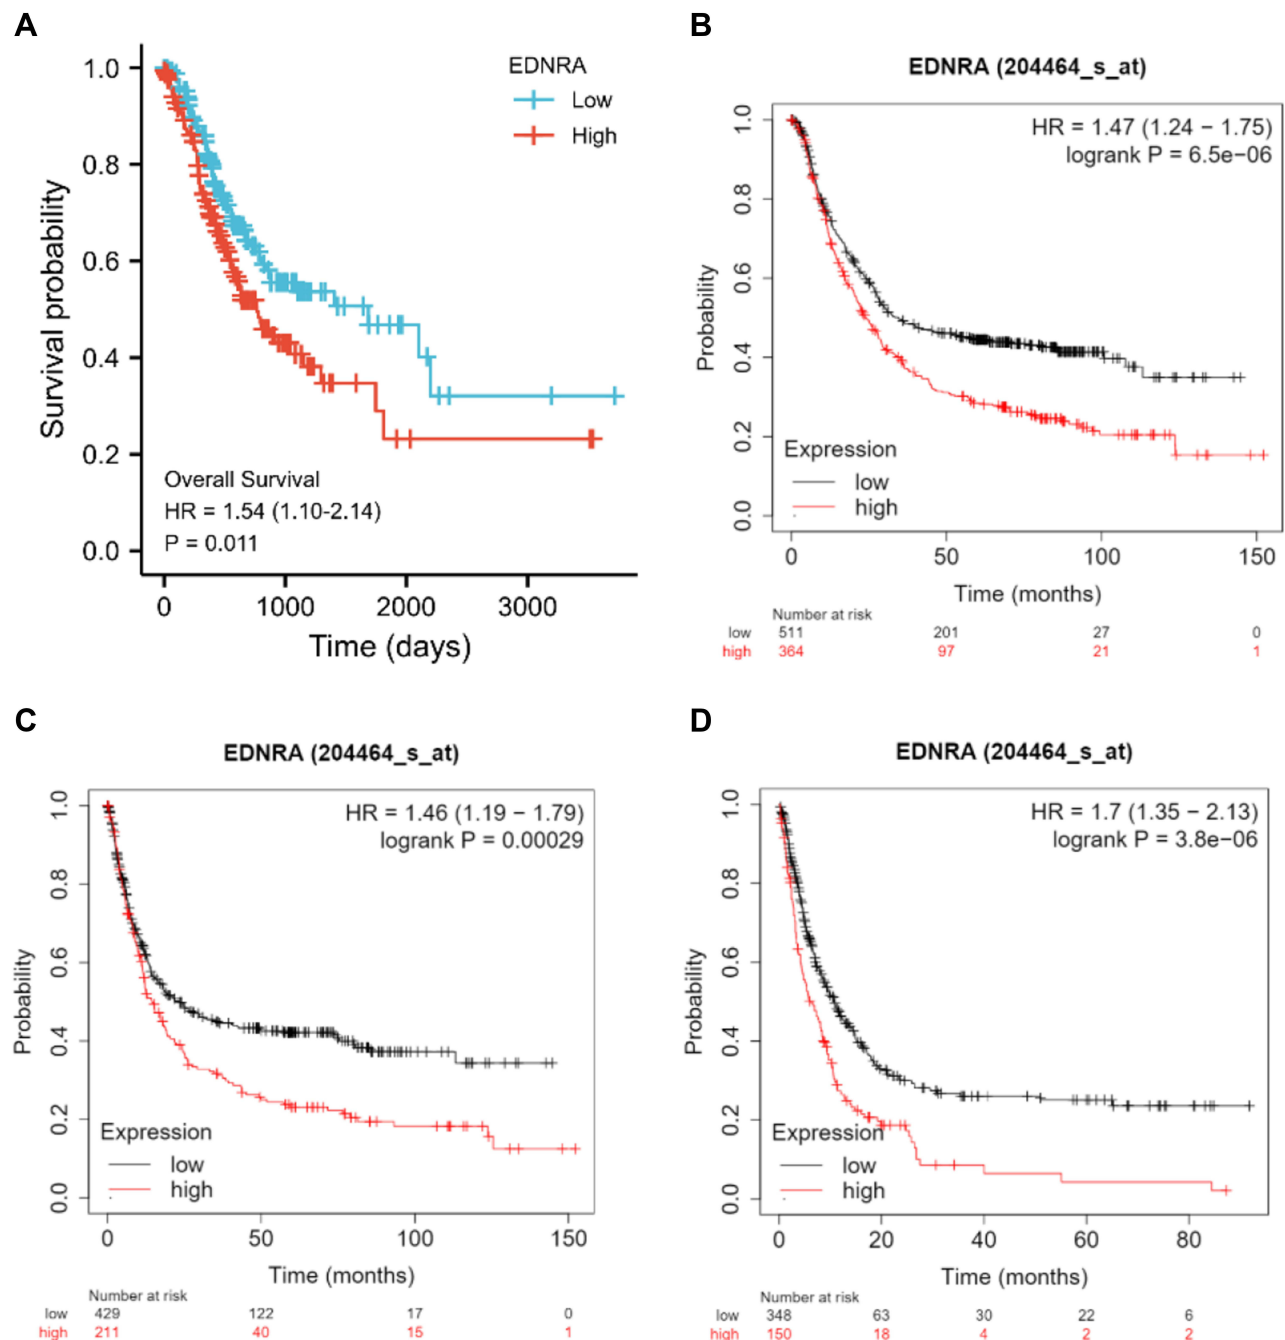 A
EDNRA
Low
High
1.0
0.8
0.6
0.4
0.2
0.0
Survival probability
Overall Survival
HR = 1.54 (1.10-2.14)
P = 0.011
0 1000 2000 3000
Time (days)
B
EDNRA (204464_s_at)
HR = 1.47 (1.24 − 1.75)
logrank P = 6.5e−06
1.0
0.8
0.6
0.4
0.2
0.0
Probability
Expression
low
high
0 50 100 150
Time (months)
Number at risk
low 511 201 27 0
high 364 97 21 1
C
EDNRA (204464_s_at)
HR = 1.46 (1.19 − 1.79)
logrank P = 0.00029
1.0
0.8
0.6
0.4
0.2
0.0
Probability
Expression
low
high
0 50 100 150
Time (months)
Number at risk
low 429 122 17 0
high 211 40 15 1
D
EDNRA (204464_s_at)
HR = 1.7 (1.35 − 2.13)
logrank P = 3.8e−06
1.0
0.8
0.6
0.4
0.2
0.0
Probability
Expression
low
high
0 20 40 60 80
Time (months)
Number at risk
low 348 63 30 22 6
high 150 18 4 2 2